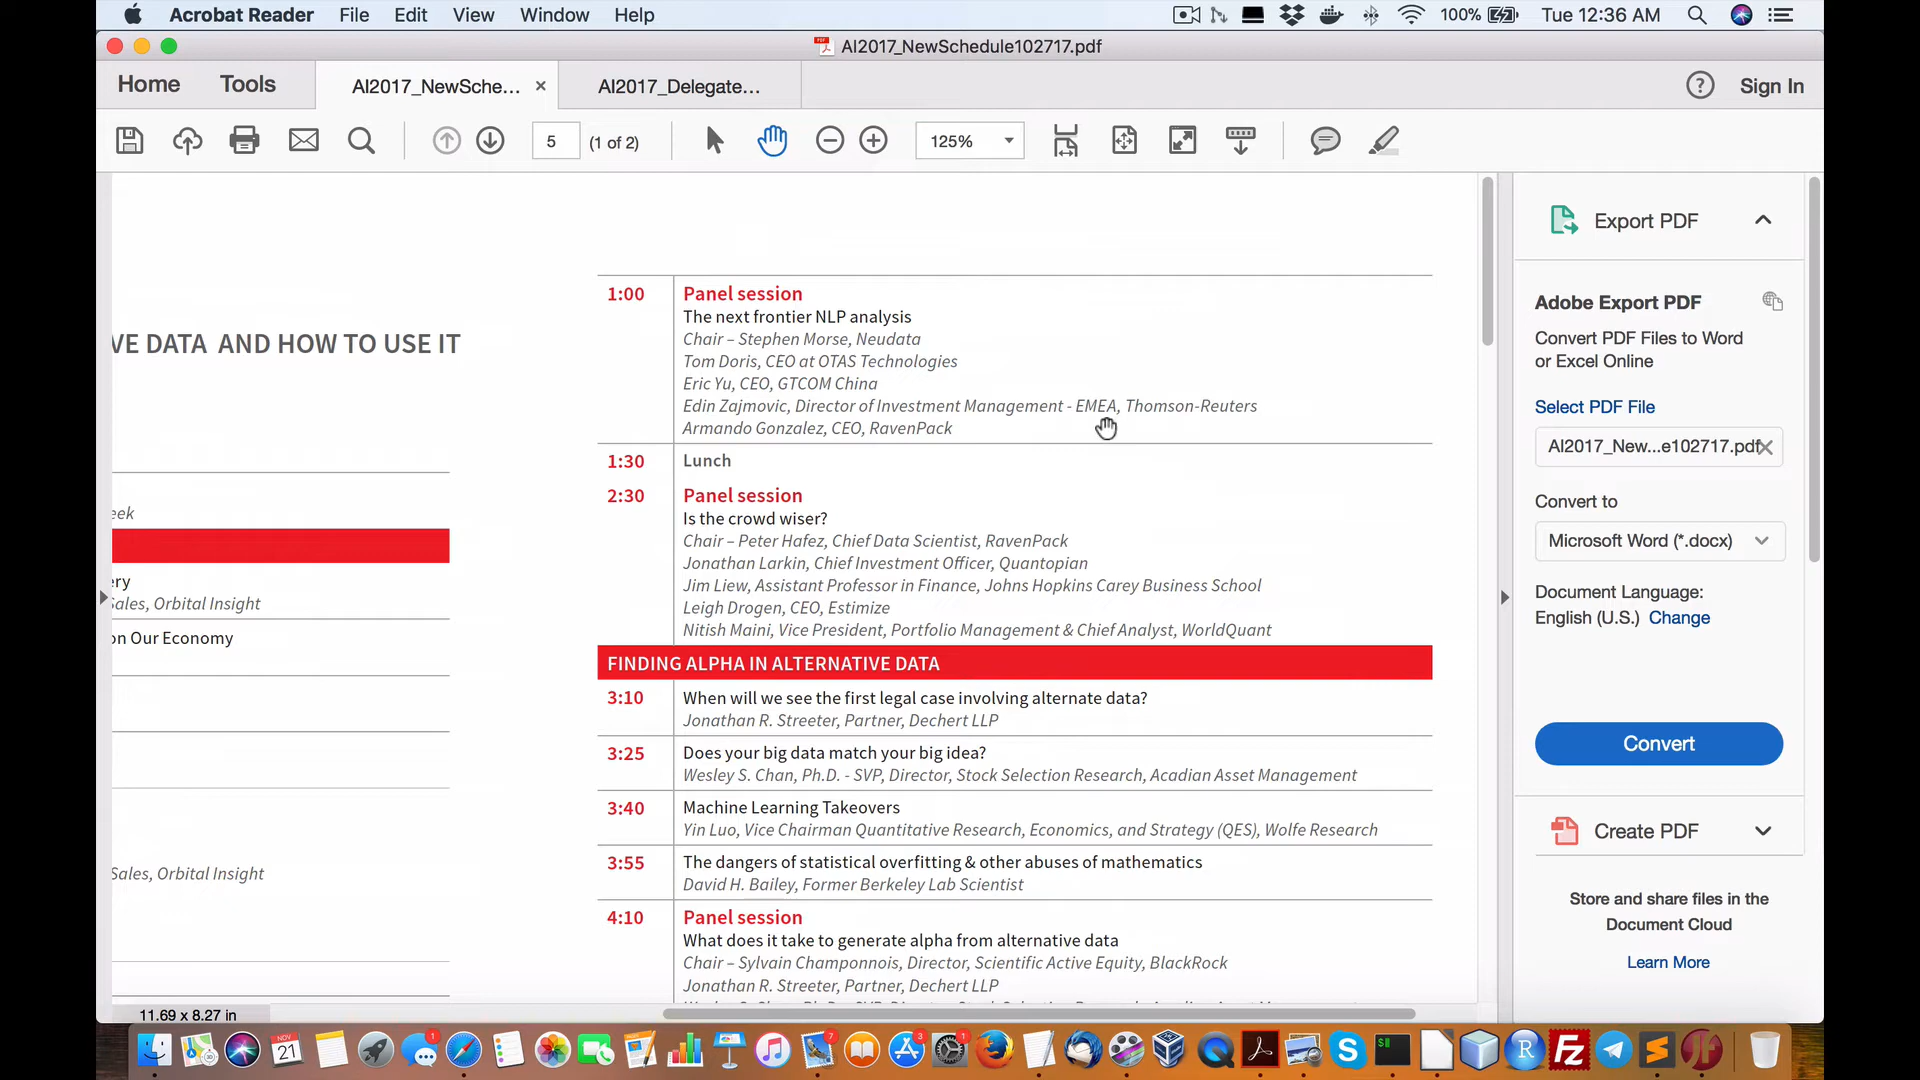 Acrobat Reader File Edit View Window Help
100% Tue 12:36 AM
AI2017_NewSchedule102717.pdf
Home Tools AI2017_NewSche... × AI2017_Delegate... Sign In
5 (1 of 2) 125%
VE DATA AND HOW TO USE IT
eek
ery
Sales, Orbital Insight
on Our Economy
Sales, Orbital Insight
1:00 Panel session
The next frontier NLP analysis
Chair – Stephen Morse, Neudata
Tom Doris, CEO at OTAS Technologies
Eric Yu, CEO, GTCOM China
Edin Zajmovic, Director of Investment Management - EMEA, Thomson-Reuters
Armando Gonzalez, CEO, RavenPack
1:30 Lunch
2:30 Panel session
Is the crowd wiser?
Chair – Peter Hafez, Chief Data Scientist, RavenPack
Jonathan Larkin, Chief Investment Officer, Quantopian
Jim Liew, Assistant Professor in Finance, Johns Hopkins Carey Business School
Leigh Drogen, CEO, Estimize
Nitish Maini, Vice President, Portfolio Management & Chief Analyst, WorldQuant
FINDING ALPHA IN ALTERNATIVE DATA
3:10 When will we see the first legal case involving alternate data?
Jonathan R. Streeter, Partner, Dechert LLP
3:25 Does your big data match your big idea?
Wesley S. Chan, Ph.D. - SVP, Director, Stock Selection Research, Acadian Asset Management
3:40 Machine Learning Takeovers
Yin Luo, Vice Chairman Quantitative Research, Economics, and Strategy (QES), Wolfe Research
3:55 The dangers of statistical overfitting & other abuses of mathematics
David H. Bailey, Former Berkeley Lab Scientist
4:10 Panel session
What does it take to generate alpha from alternative data
Chair – Sylvain Champonnois, Director, Scientific Active Equity, BlackRock
Jonathan R. Streeter, Partner, Dechert LLP
11.69 x 8.27 in
Export PDF
Adobe Export PDF
Convert PDF Files to Word
or Excel Online
Select PDF File
AI2017_New...e102717.pdf
Convert to
Microsoft Word (*.docx)
Document Language:
English (U.S.) Change
Convert
Create PDF
Store and share files in the
Document Cloud
Learn More
NOV
21